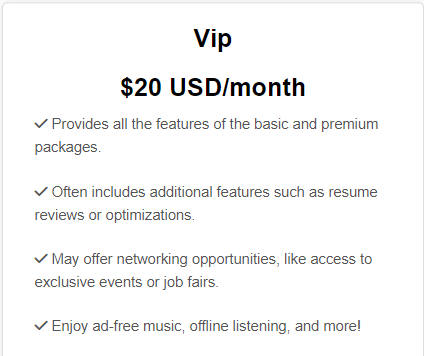 Vip
$20 USD/month
✓ Provides all the features of the basic and premium
packages.
✓ Often includes additional features such as resume
reviews or optimizations.
✓ May offer networking opportunities, like access to
exclusive events or job fairs.
✓ Enjoy ad-free music, offline listening, and more!